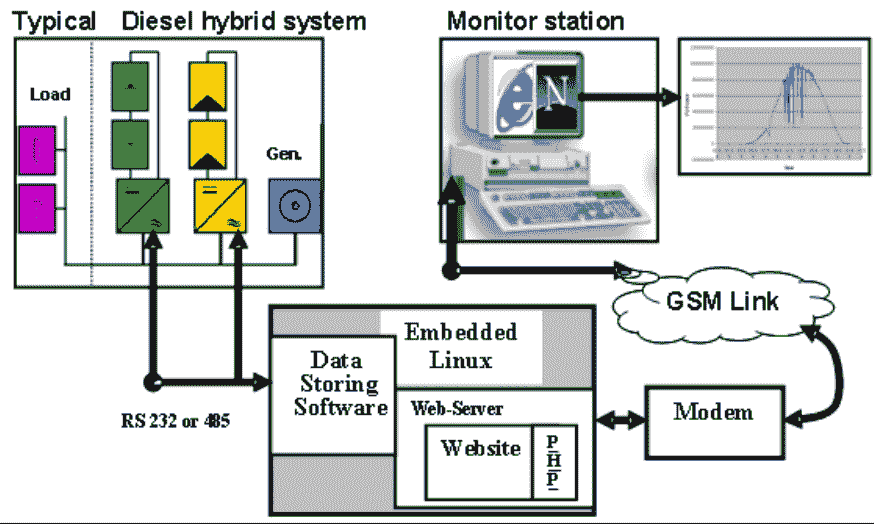 Typical Diesel hybrid system
Monitor station
Load
Gen.
e N
GSM Link
Embedded
Linux
Data
Storing
Software
RS 232 or 485
Web-Server
Website
P
H
P
Modem